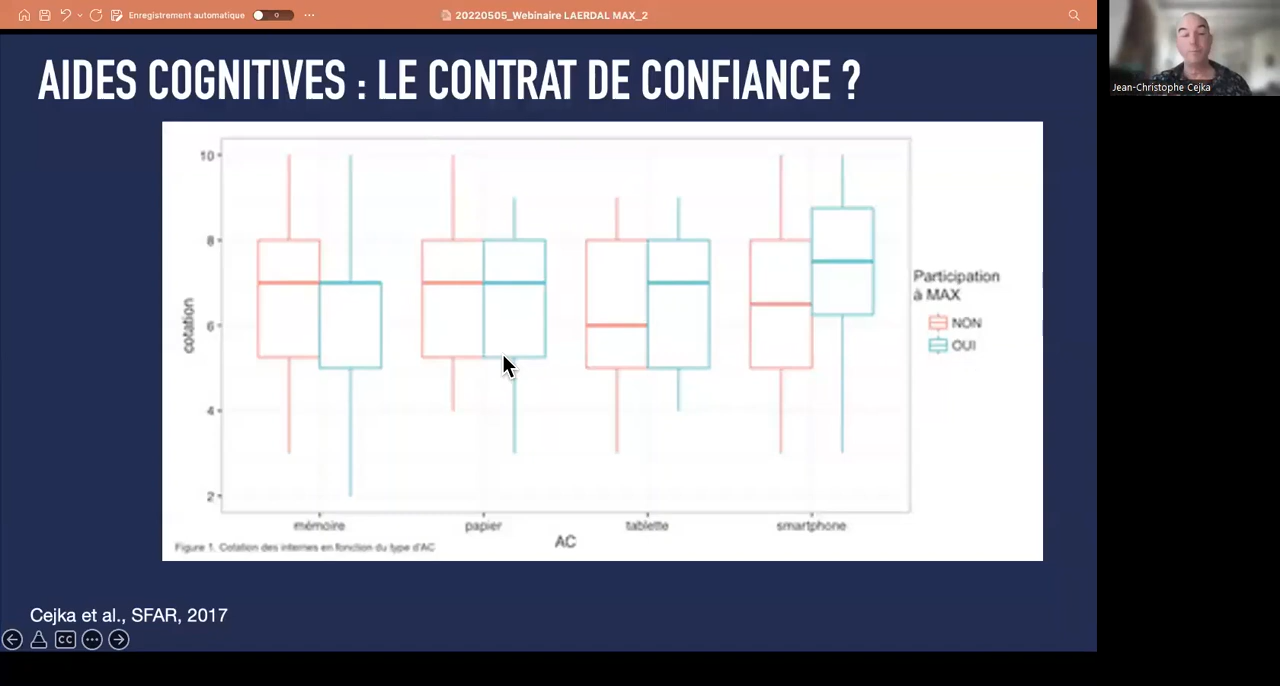 Enregistrement automatique
20220505_Webinaire LAERDAL MAX_2
Jean-Christophe Cejka
AIDES COGNITIVES : LE CONTRAT DE CONFIANCE ?
10
8
6
4
2
cotation
mémoire papier tablette smartphone
AC
Participation
à MAX
NON
OUI
Figure 1. Cotation des internes en fonction du type d'AC
Cejka et al., SFAR, 2017
CC